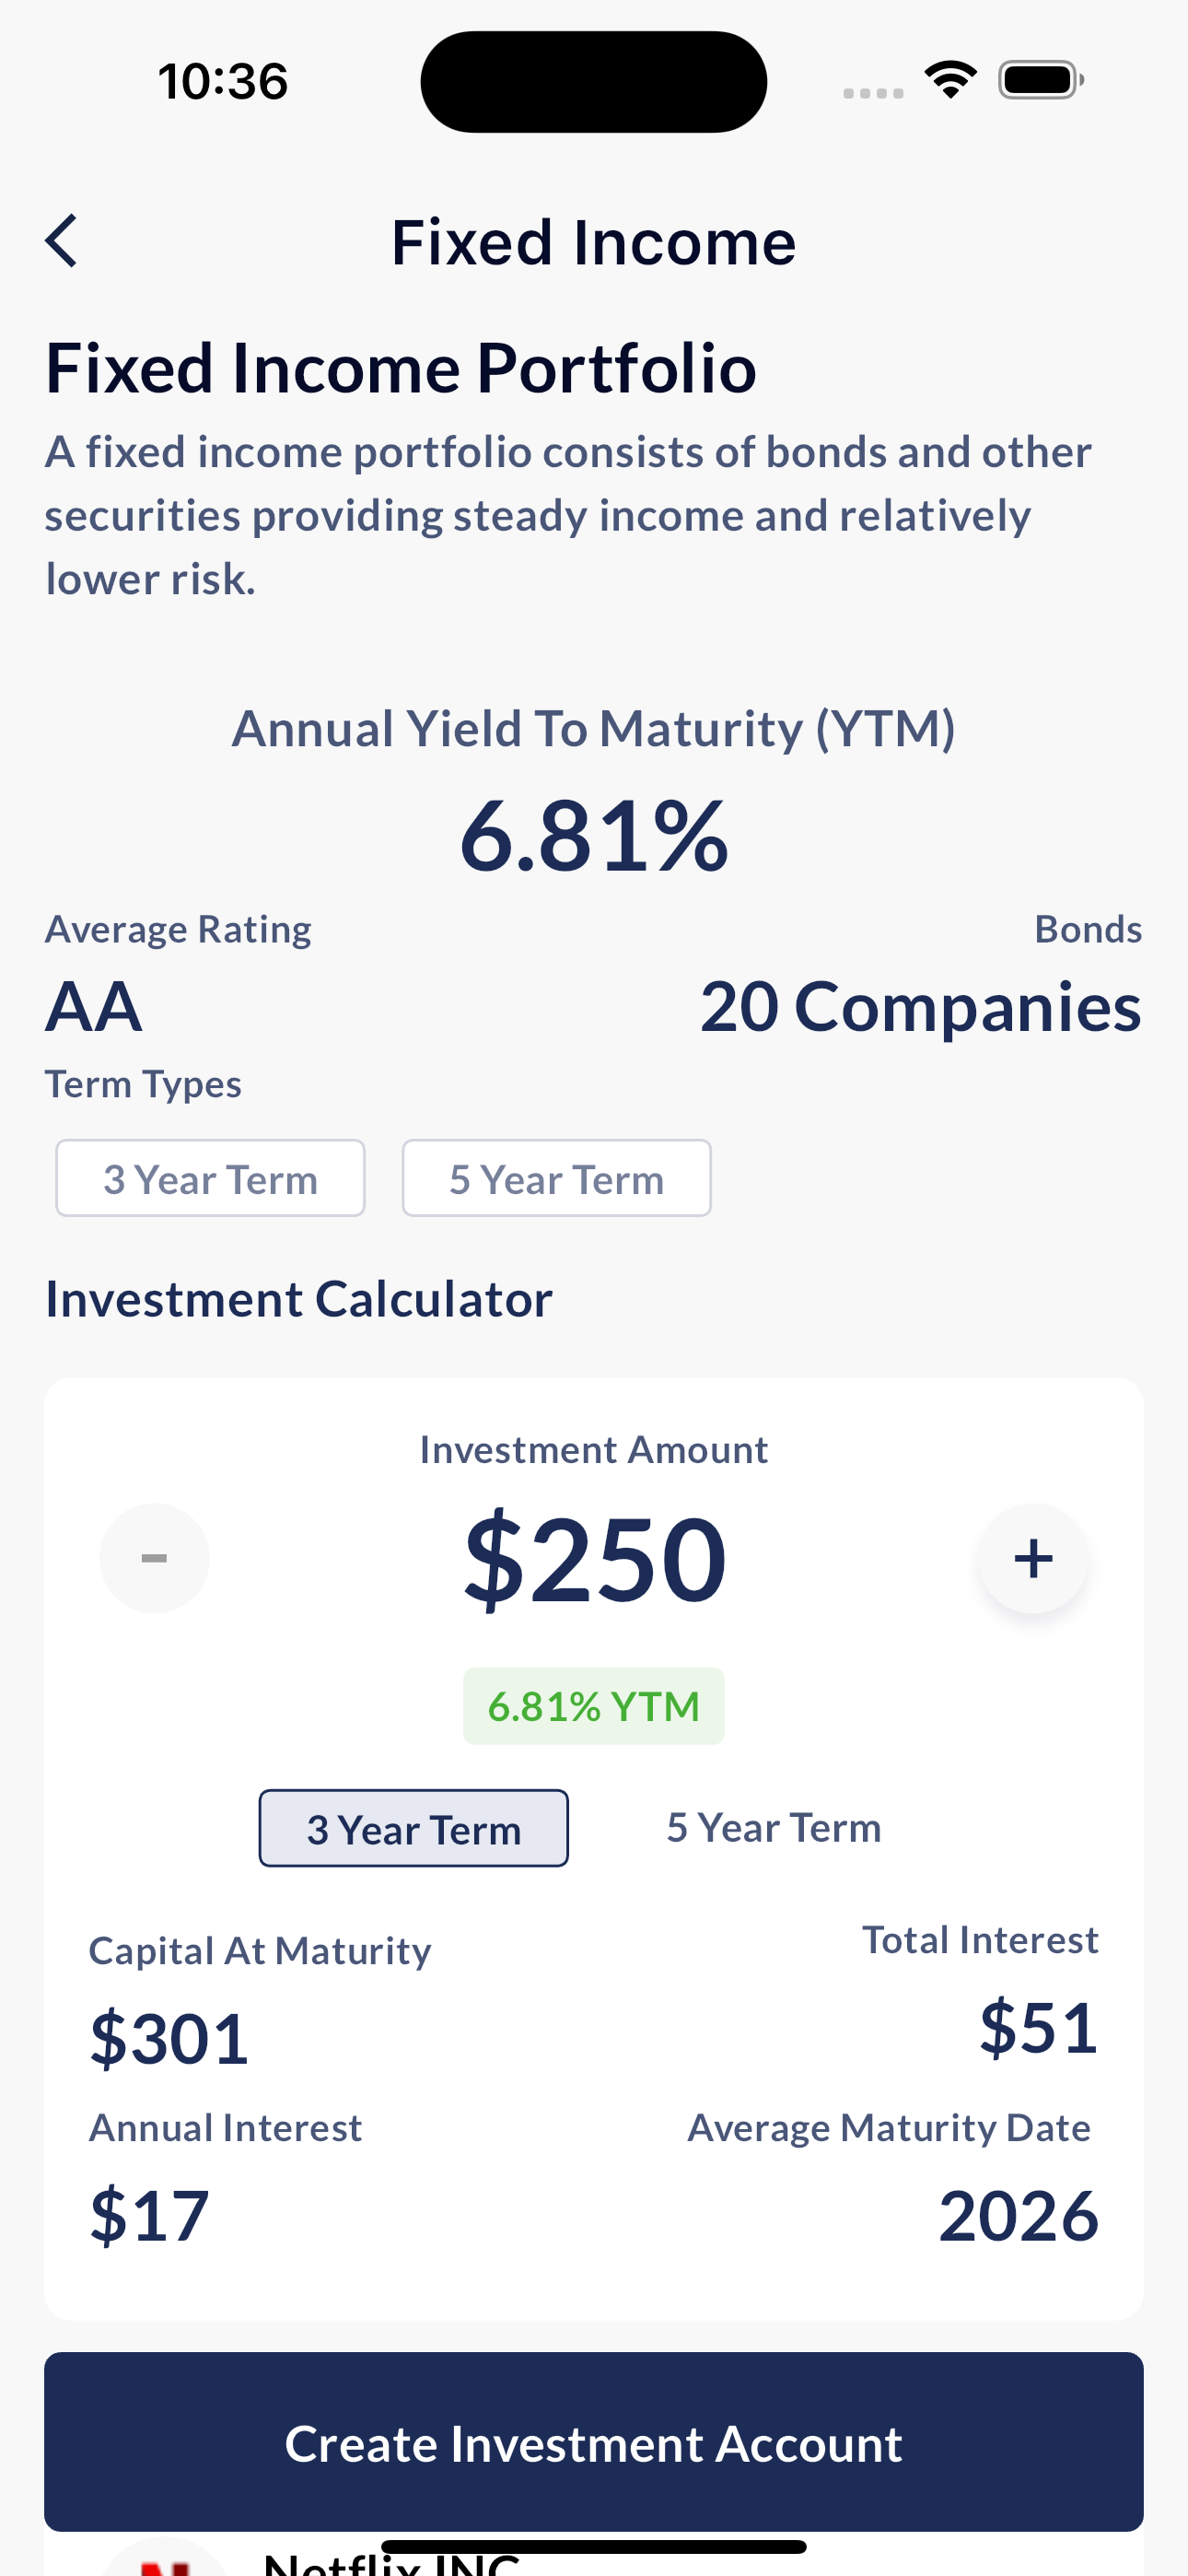 10:36
Fixed Income
Fixed Income Portfolio
A fixed income portfolio consists of bonds and other
securities providing steady income and relatively
lower risk.
Annual Yield To Maturity (YTM)
6.81%
Average Rating
Bonds
AA
20 Companies
Term Types
3 Year Term
5 Year Term
Investment Calculator
Investment Amount
-
$250
+
6.81% YTM
3 Year Term
5 Year Term
Capital At Maturity
Total Interest
$301
$51
Annual Interest
Average Maturity Date
$17
2026
Create Investment Account
Netflix INC